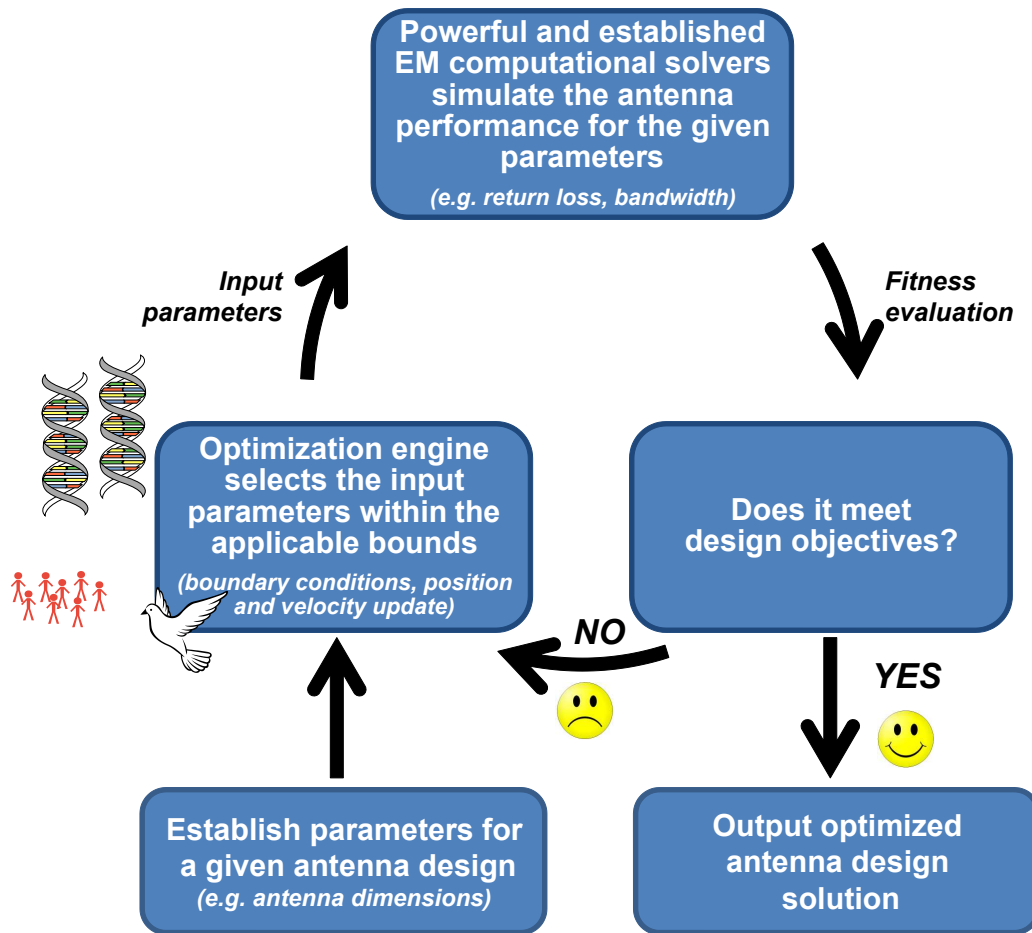 Powerful and established
EM computational solvers
simulate the antenna
performance for the given
parameters
(e.g. return loss, bandwidth)
Input
parameters
Fitness
evaluation
Optimization engine
selects the input
parameters within the
applicable bounds
(boundary conditions, position
and velocity update)
Does it meet
design objectives?
NO
YES
Establish parameters for
a given antenna design
(e.g. antenna dimensions)
Output optimized
antenna design
solution